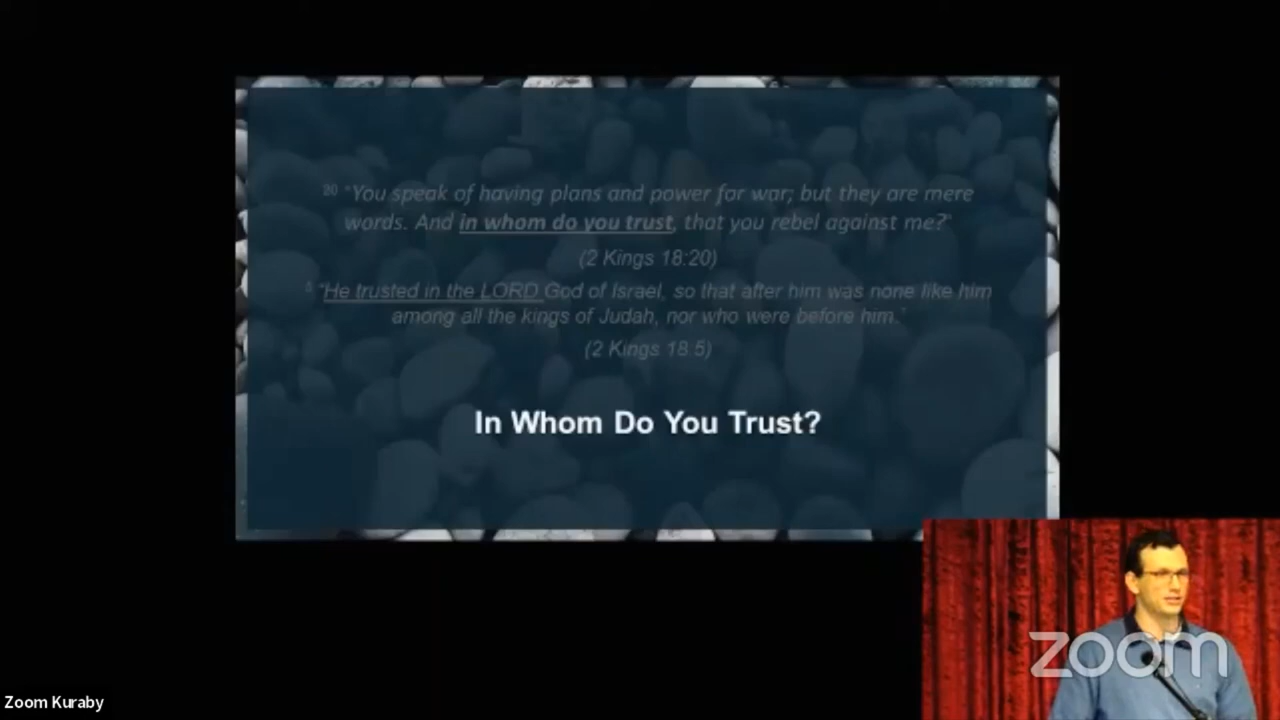 20 "You speak of having plans and power for war; but they are mere
words. And in whom do you trust, that you rebel against me?"
(2 Kings 18:20)
5 "He trusted in the LORD God of Israel, so that after him was none like him
among all the kings of Judah, nor who were before him."
(2 Kings 18:5)
In Whom Do You Trust?
zoom
Zoom Kuraby